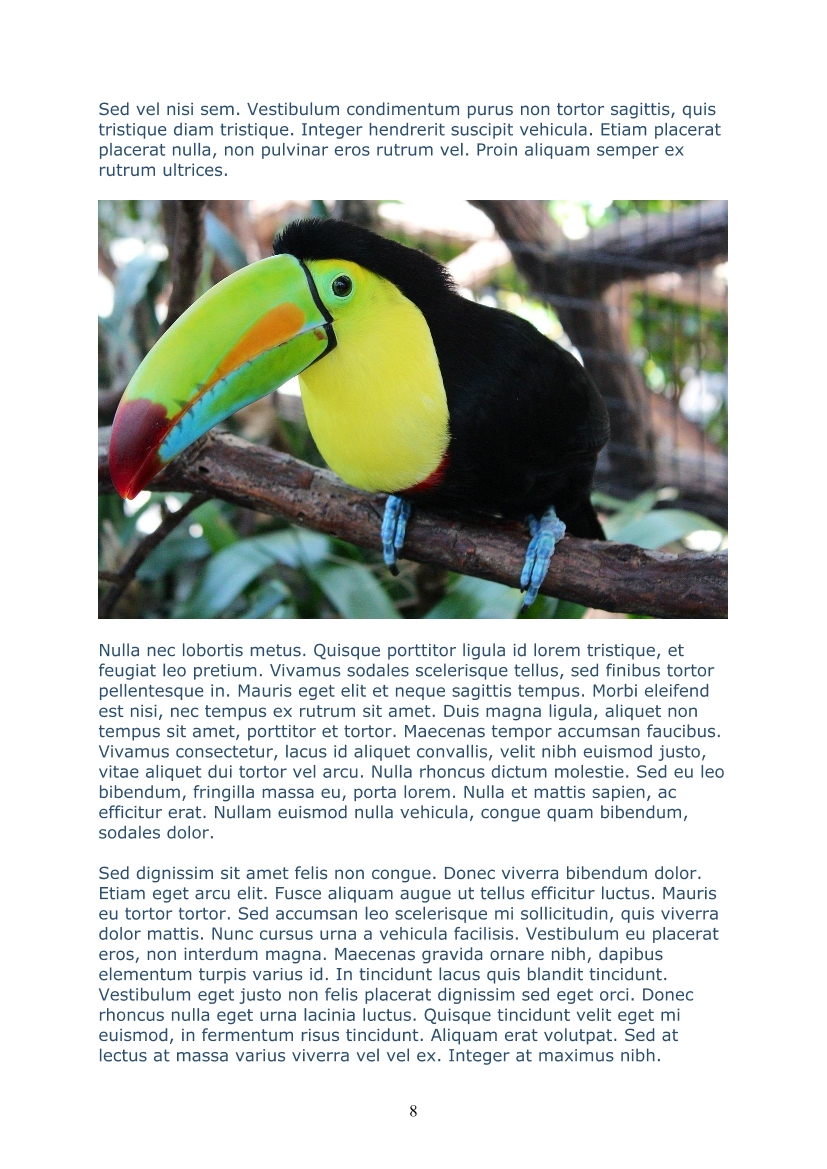 Sed vel nisi sem. Vestibulum condimentum purus non tortor sagittis, quis
tristique diam tristique. Integer hendrerit suscipit vehicula. Etiam placerat
placerat nulla, non pulvinar eros rutrum vel. Proin aliquam semper ex
rutrum ultrices.
Nulla nec lobortis metus. Quisque porttitor ligula id lorem tristique, et
feugiat leo pretium. Vivamus sodales scelerisque tellus, sed finibus tortor
pellentesque in. Mauris eget elit et neque sagittis tempus. Morbi eleifend
est nisi, nec tempus ex rutrum sit amet. Duis magna ligula, aliquet non
tempus sit amet, porttitor et tortor. Maecenas tempor accumsan faucibus.
Vivamus consectetur, lacus id aliquet convallis, velit nibh euismod justo,
vitae aliquet dui tortor vel arcu. Nulla rhoncus dictum molestie. Sed eu leo
bibendum, fringilla massa eu, porta lorem. Nulla et mattis sapien, ac
efficitur erat. Nullam euismod nulla vehicula, congue quam bibendum,
sodales dolor.
Sed dignissim sit amet felis non congue. Donec viverra bibendum dolor.
Etiam eget arcu elit. Fusce aliquam augue ut tellus efficitur luctus. Mauris
eu tortor tortor. Sed accumsan leo scelerisque mi sollicitudin, quis viverra
dolor mattis. Nunc cursus urna a vehicula facilisis. Vestibulum eu placerat
eros, non interdum magna. Maecenas gravida ornare nibh, dapibus
elementum turpis varius id. In tincidunt lacus quis blandit tincidunt.
Vestibulum eget justo non felis placerat dignissim sed eget orci. Donec
rhoncus nulla eget urna lacinia luctus. Quisque tincidunt velit eget mi
euismod, in fermentum risus tincidunt. Aliquam erat volutpat. Sed at
lectus at massa varius viverra vel vel ex. Integer at maximus nibh.
8